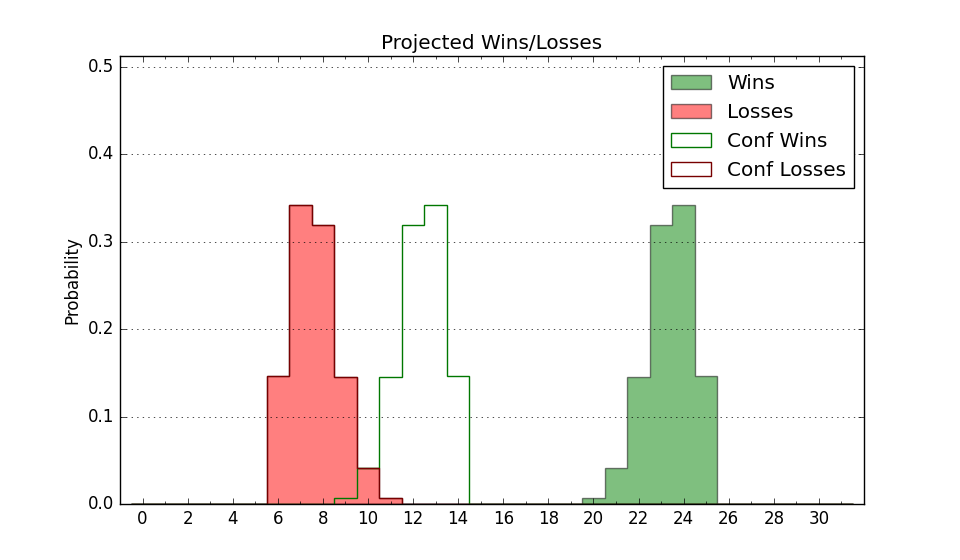 Projected Wins/Losses
Wins
Losses
Conf Wins
Conf Losses
Probability
0.5
0.4
0.3
0.2
0.1
0.0
0 2 4 6 8 10 12 14 16 18 20 22 24 26 28 30